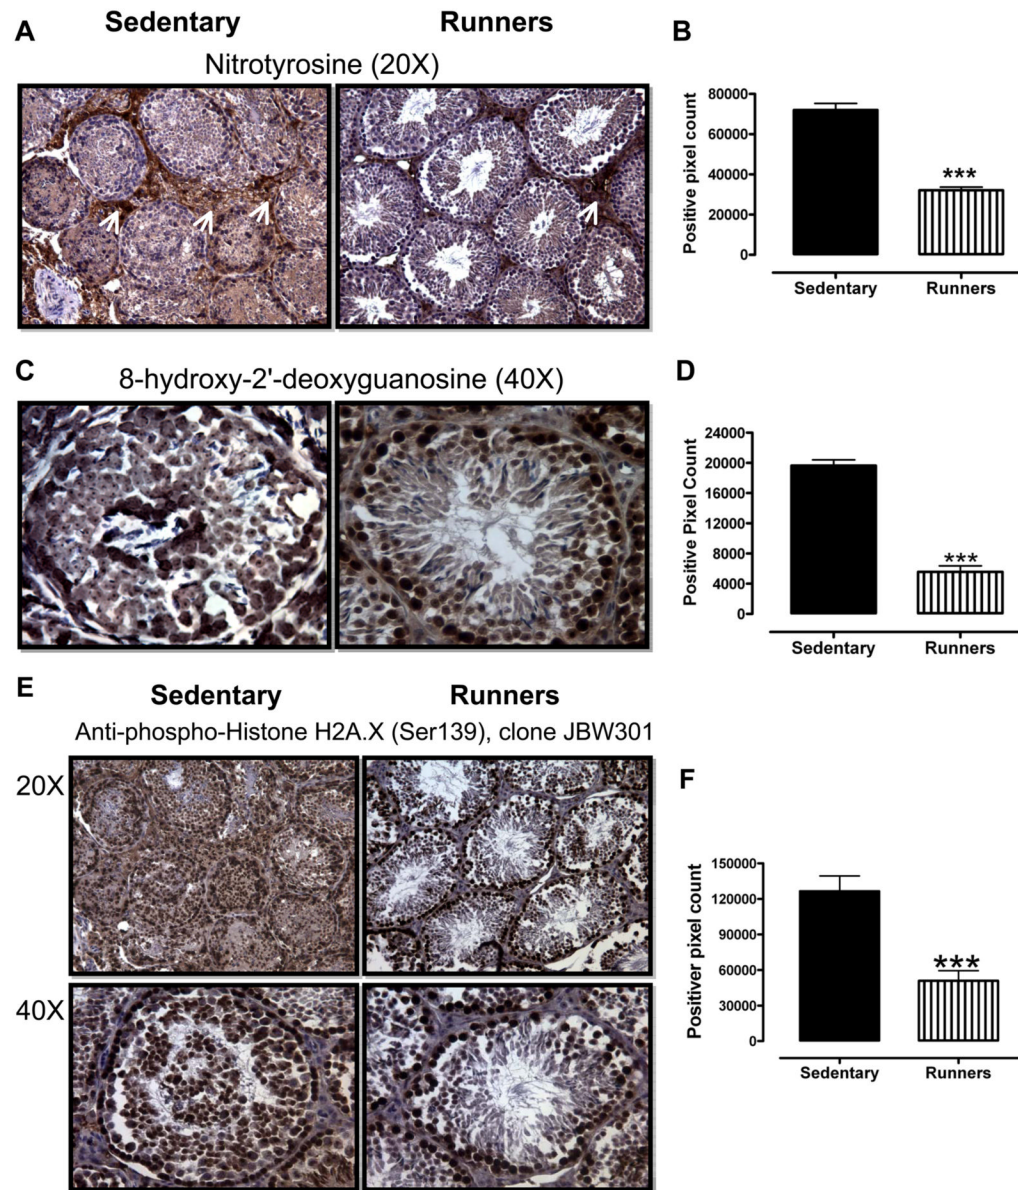 A
Sedentary Runners
Nitrotyrosine (20X)
B
80000
60000
40000
20000
0
Positive pixel count
***
Sedentary Runners
C
8-hydroxy-2'-deoxyguanosine (40X)
D
24000
20000
16000
12000
8000
4000
0
Positive Pixel Count
***
Sedentary Runners
E
Sedentary Runners
Anti-phospho-Histone H2A.X (Ser139), clone JBW301
20X
40X
F
150000
120000
90000
60000
30000
0
Positiver pixel count
***
Sedentary Runners